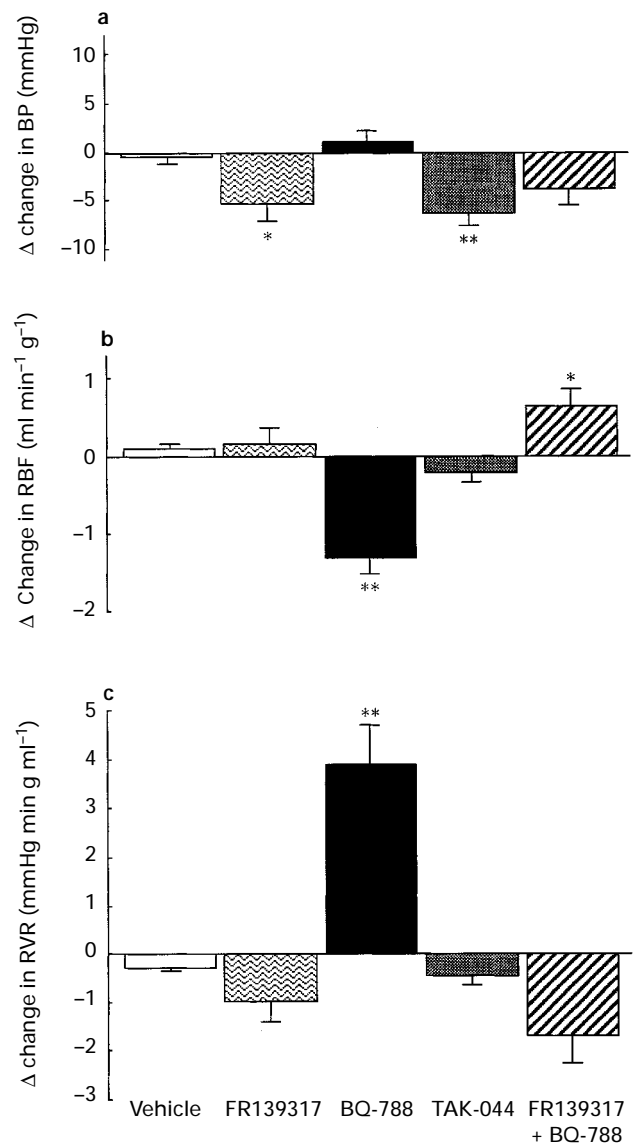 a
Δ change in BP (mmHg)
10
5
0
−5
−10
*
**
b
Δ Change in RBF (ml min⁻¹ g⁻¹)
1
0
−1
−2
**
*
c
Δ change in RVR (mmHg min g ml⁻¹)
5
4
3
2
1
0
−1
−2
−3
**
Vehicle FR139317 BQ-788 TAK-044 FR139317
+ BQ-788